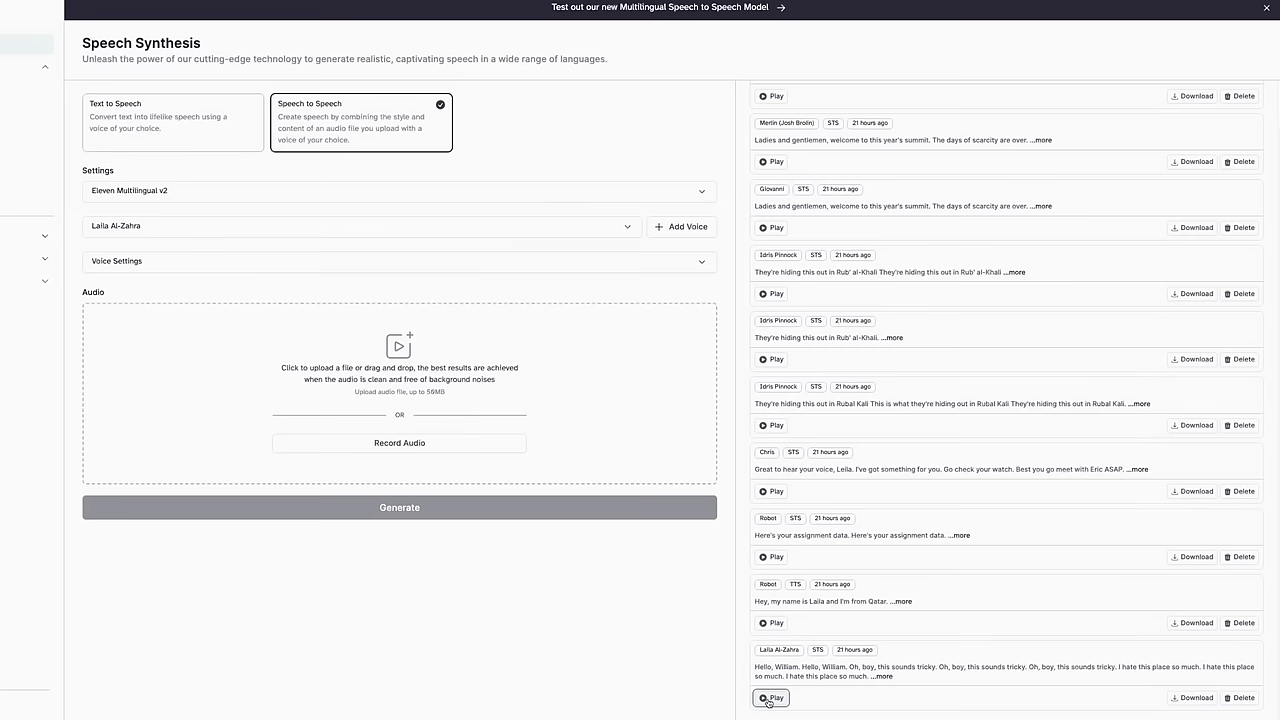 Test out our new Multilingual Speech to Speech Model →
Speech Synthesis
Unleash the power of our cutting-edge technology to generate realistic, captivating speech in a wide range of languages.
Text to Speech
Convert text into lifelike speech using a
voice of your choice.
Speech to Speech
Create speech by combining the style and
content of an audio file you upload with a
voice of your choice.
Settings
Eleven Multilingual v2
Laila Al-Zahra
Add Voice
Voice Settings
Audio
Click to upload a file or drag and drop, the best results are achieved
when the audio is clean and free of background noises
Upload audio file, up to 50MB
OR
Record Audio
Generate
Play Download Delete
Merlin (Josh Brolin) STS 21 hours ago
Ladies and gentlemen, welcome to this year's summit. The days of scarcity are over. ...more
Play Download Delete
Giovanni STS 21 hours ago
Ladies and gentlemen, welcome to this year's summit. The days of scarcity are over. ...more
Play Download Delete
Idris Pinnock STS 21 hours ago
They're hiding this out in Rub' al-Khali They're hiding this out in Rub' al-Khali ...more
Play Download Delete
Idris Pinnock STS 21 hours ago
They're hiding this out in Rub' al-Khali. ...more
Play Download Delete
Idris Pinnock STS 21 hours ago
They're hiding this out in Rubal Kali This is what they're hiding out in Rubal Kali They're hiding this out in Rubal Kali. ...more
Play Download Delete
Chris STS 21 hours ago
Great to hear your voice, Leila. I've got something for you. Go check your watch. Best you go meet with Eric ASAP. ...more
Play Download Delete
Robot STS 21 hours ago
Here's your assignment data. Here's your assignment data. ...more
Play Download Delete
Robot TTS 21 hours ago
Hey, my name is Laila and I'm from Qatar. ...more
Play Download Delete
Laila Al-Zahra STS 21 hours ago
Hello, William. Hello, William. Oh, boy, this sounds tricky. Oh, boy, this sounds tricky. Oh, boy, this sounds tricky. I hate this place so much. I hate this place
so much. I hate this place so much. ...more
Play Download Delete